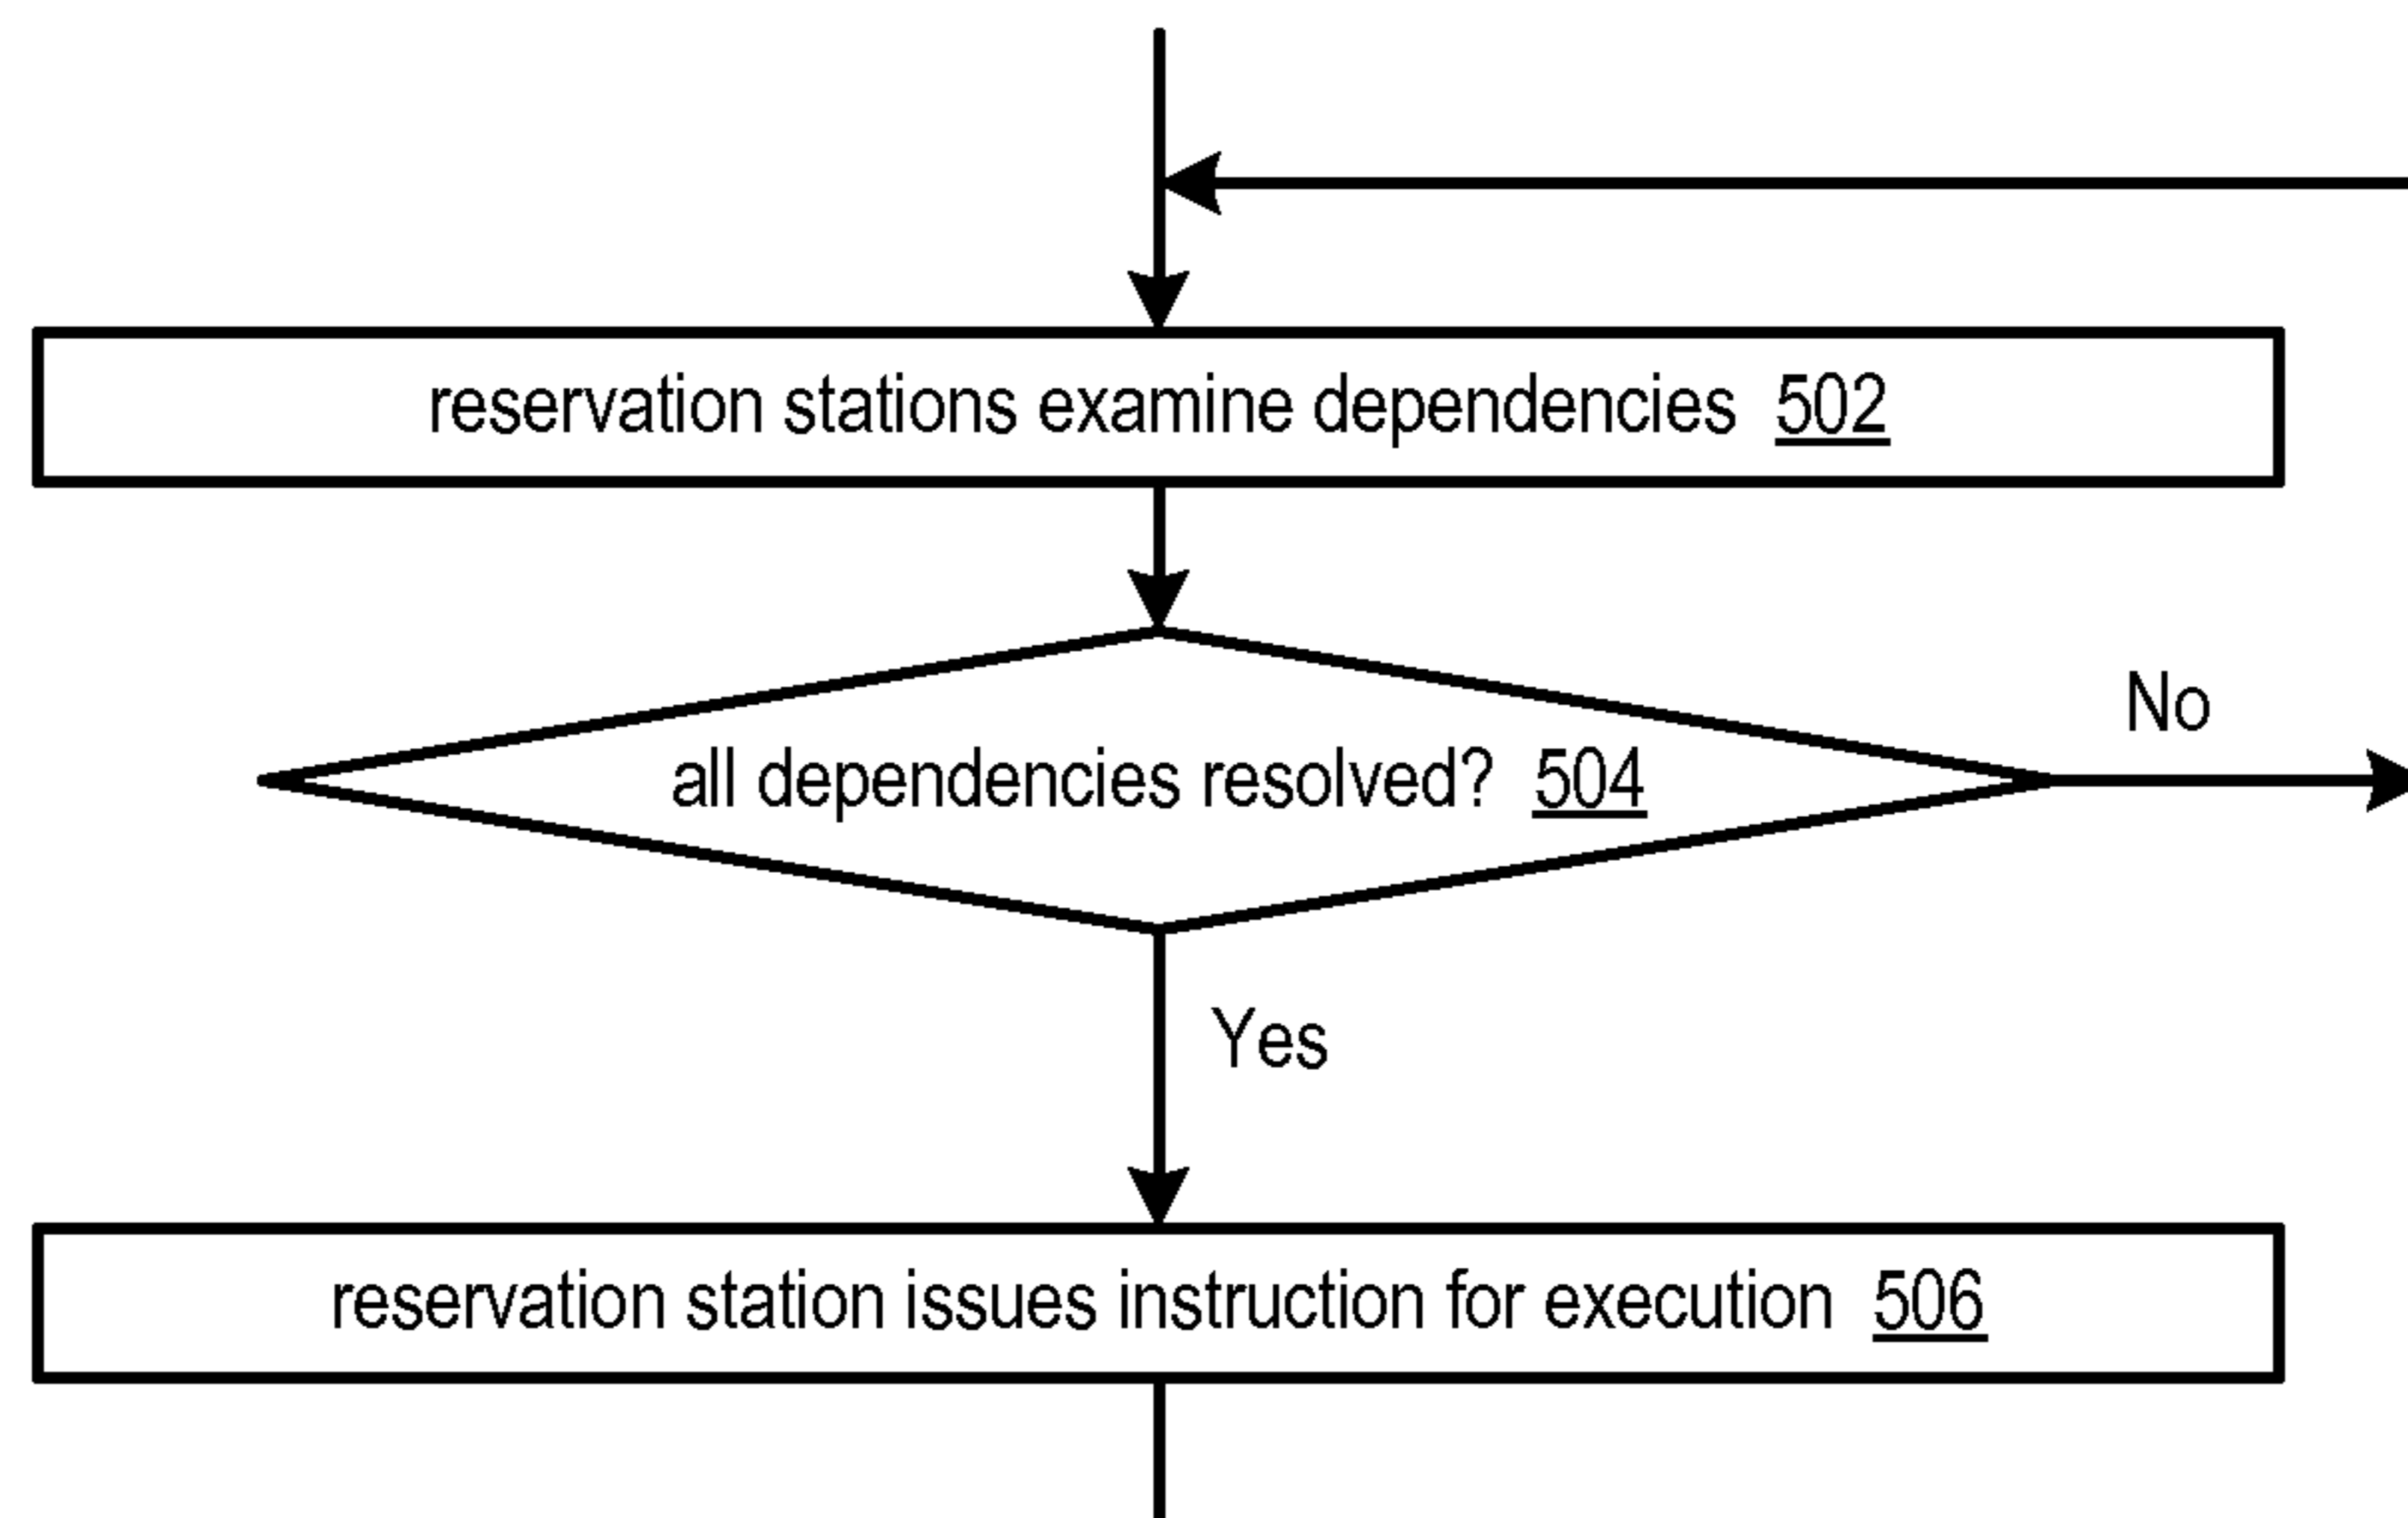 reservation stations examine dependencies 502
all dependencies resolved? 504
No
Yes
reservation station issues instruction for execution 506